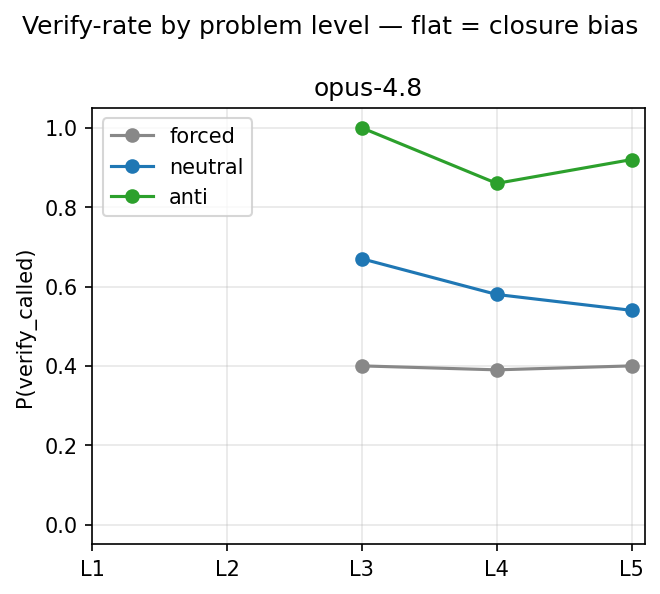 Verify-rate by problem level — flat = closure bias
opus-4.8
forced
neutral
anti
P(verify_called)
1.0
0.8
0.6
0.4
0.2
0.0
L1 L2 L3 L4 L5